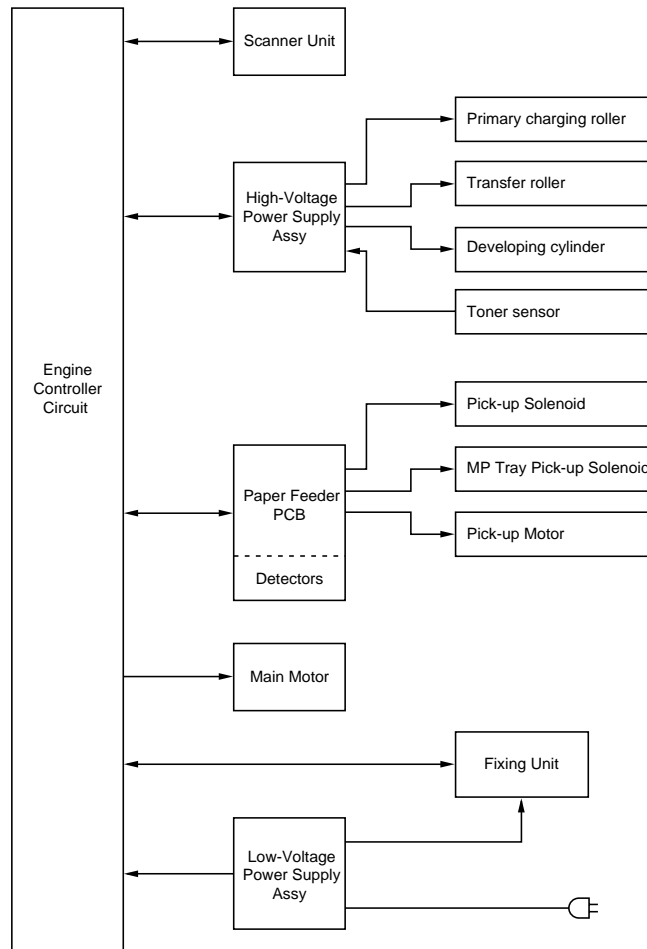 Scanner Unit
Primary charging roller
High-Voltage
Power Supply
Assy
Transfer roller
Developing cylinder
Toner sensor
Engine
Controller
Circuit
Pick-up Solenoid
Paper Feeder
PCB
MP Tray Pick-up Solenoid
Pick-up Motor
Detectors
Main Motor
Fixing Unit
Low-Voltage
Power Supply
Assy